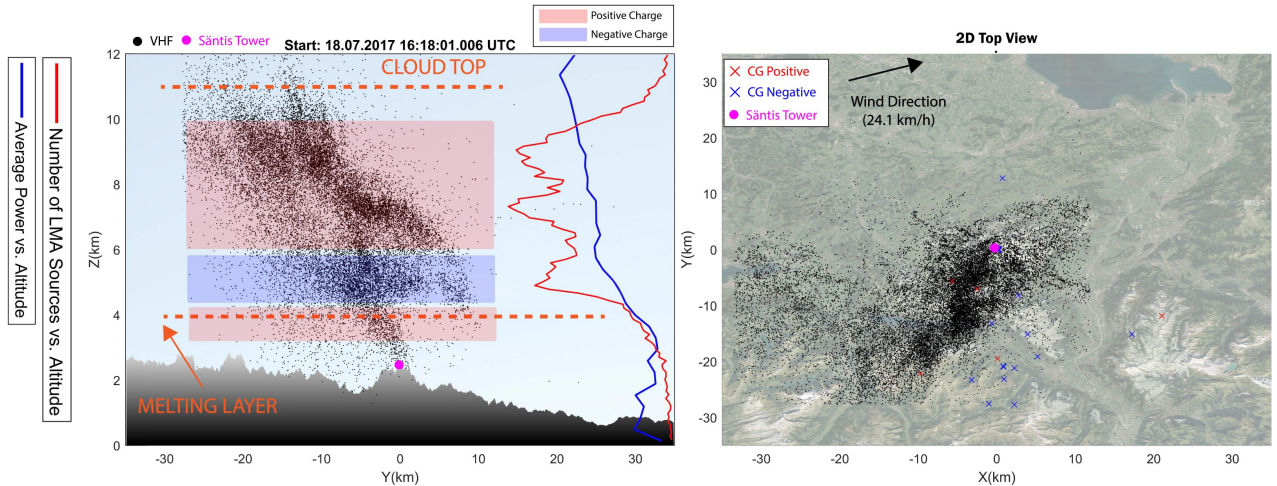 Average Power vs. Altitude
Number of LMA Sources vs. Altitude
VHF
Säntis Tower
Start: 18.07.2017 16:18:01.006 UTC
Positive Charge
Negative Charge
CLOUD TOP
MELTING LAYER
Z(km)
12
10
8
6
4
2
0
-30
-20
-10
0
10
20
30
Y(km)
2D Top View
CG Positive
CG Negative
Säntis Tower
Wind Direction
(24.1 km/h)
Y(km)
30
20
10
0
-10
-20
-30
-30
-20
-10
0
10
20
30
X(km)